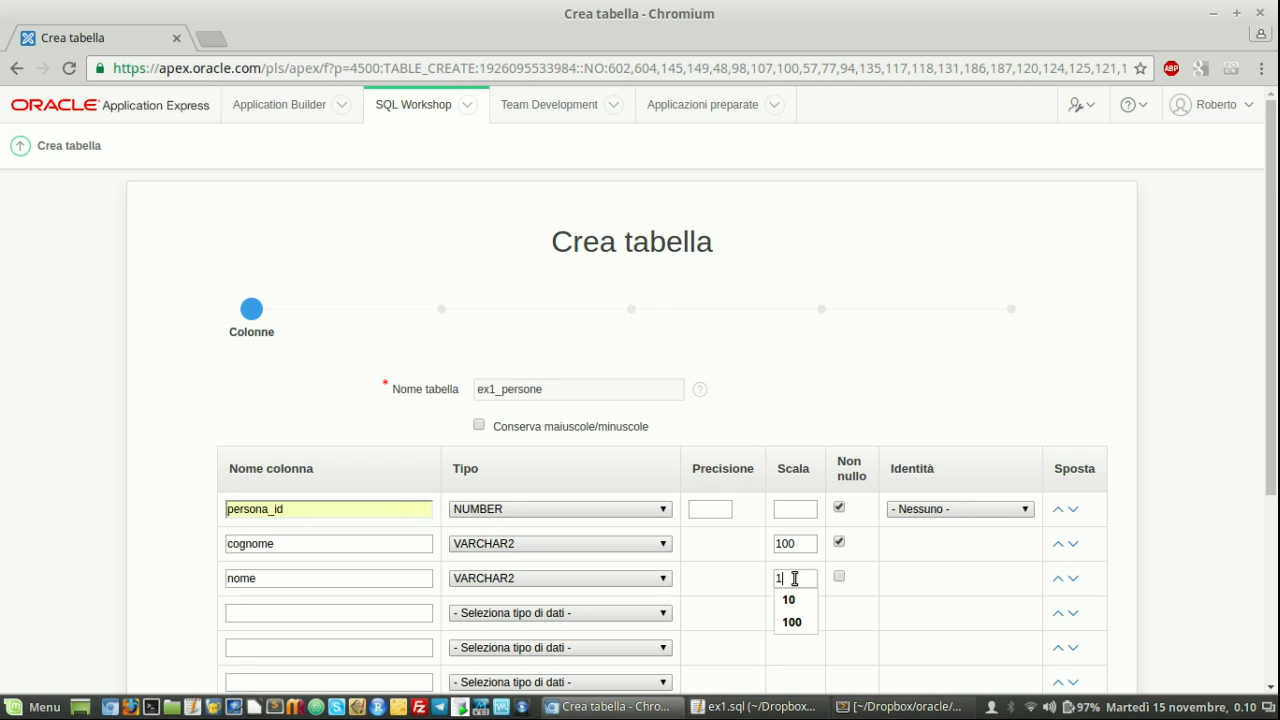 Crea tabella - Chromium
Crea tabella
https://apex.oracle.com/pls/apex/f?p=4500:TABLE_CREATE:1926095533984::NO:602,604,145,149,48,98,107,100,57,77,94,135,117,118,131,186,187,120,124,125,121,1
ABP
ORACLE Application Express Application Builder SQL Workshop Team Development Applicazioni preparate Roberto
Crea tabella
Crea tabella
Colonne
* Nome tabella ex1_persone ?
Conserva maiuscole/minuscole
Nome colonna Tipo Precisione Scala Non nullo Identità Sposta
persona_id NUMBER - Nessuno -
cognome VARCHAR2 100
nome VARCHAR2 1
10
- Seleziona tipo di dati -
100
- Seleziona tipo di dati -
- Seleziona tipo di dati -
Menu Crea tabella - Chro... ex1.sql (~/Dropbox... [~/Dropbox/oracle/... 97% Martedì 15 novembre, 0.10